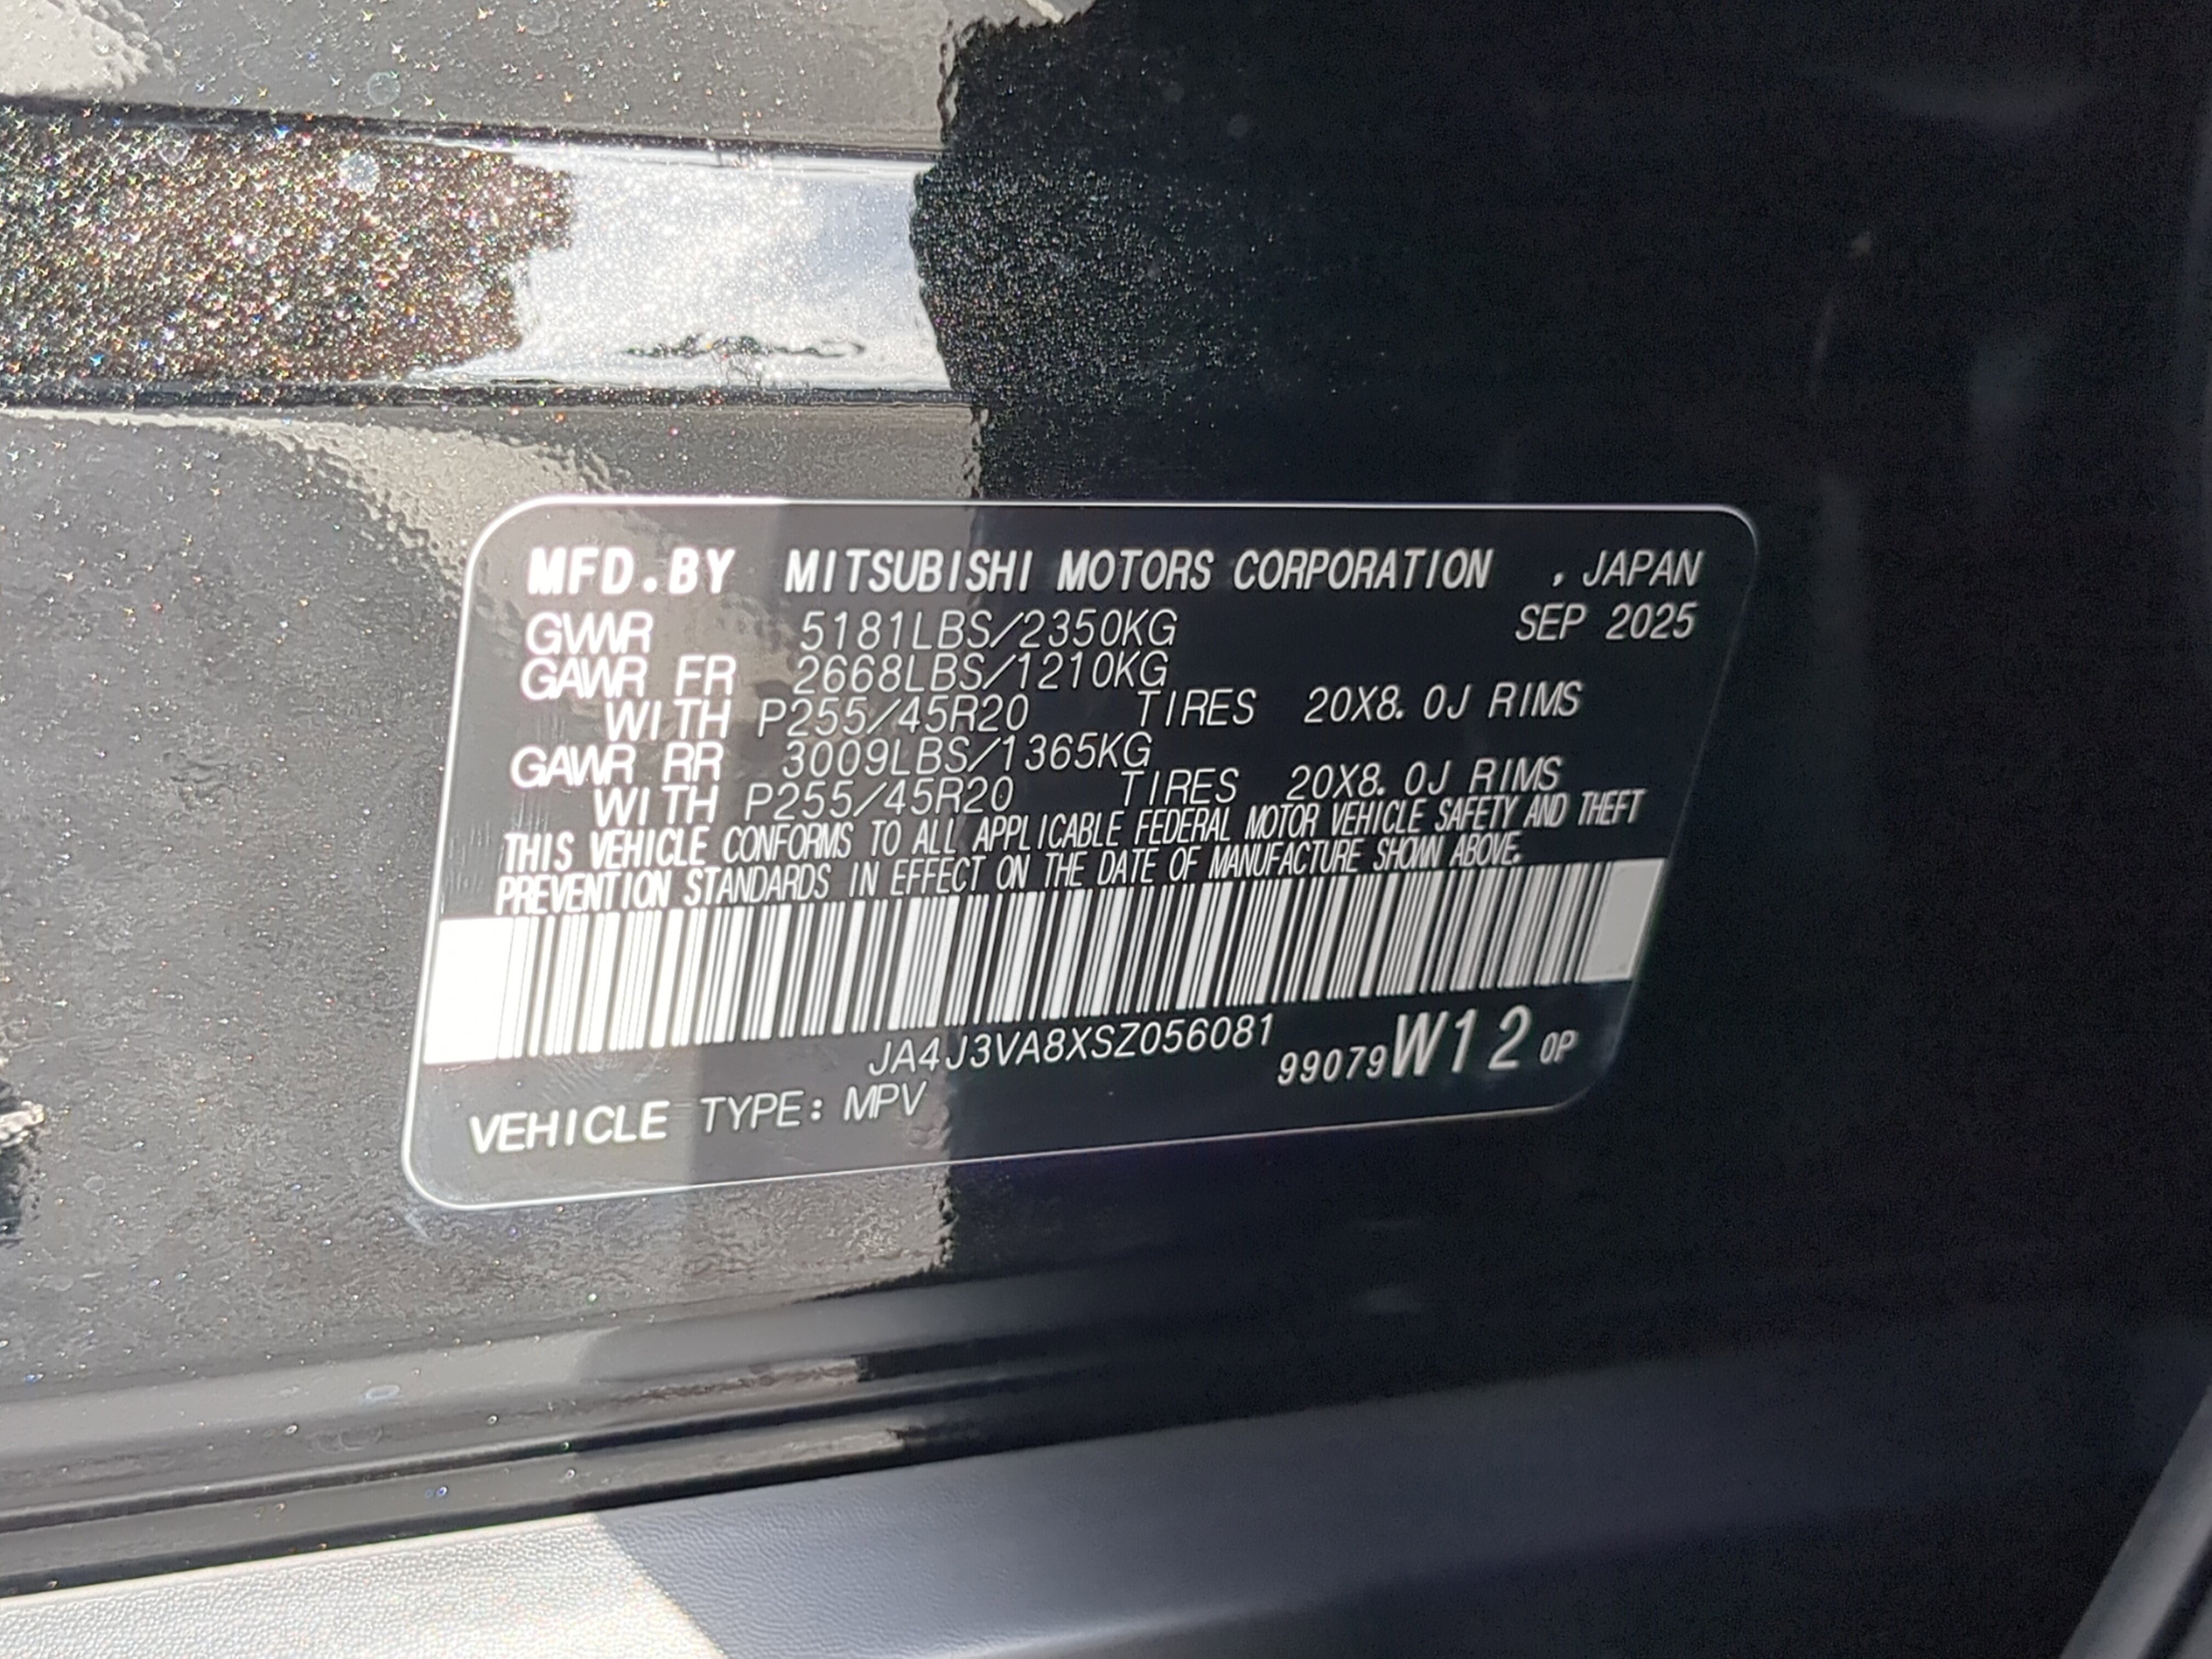 MFD.BY MITSUBISHI MOTORS CORPORATION , JAPAN
SEP 2025
GVWR 5181LBS/2350KG
GAWR FR 2668LBS/1210KG
WITH P255/45R20 TIRES 20X8.0J RIMS
GAWR RR 3009LBS/1365KG
WITH P255/45R20 TIRES 20X8.0J RIMS
THIS VEHICLE CONFORMS TO ALL APPLICABLE FEDERAL MOTOR VEHICLE SAFETY AND THEFT
PREVENTION STANDARDS IN EFFECT ON THE DATE OF MANUFACTURE SHOWN ABOVE.
JA4J3VA8XSZ056081
99079 W12 OP
VEHICLE TYPE: MPV